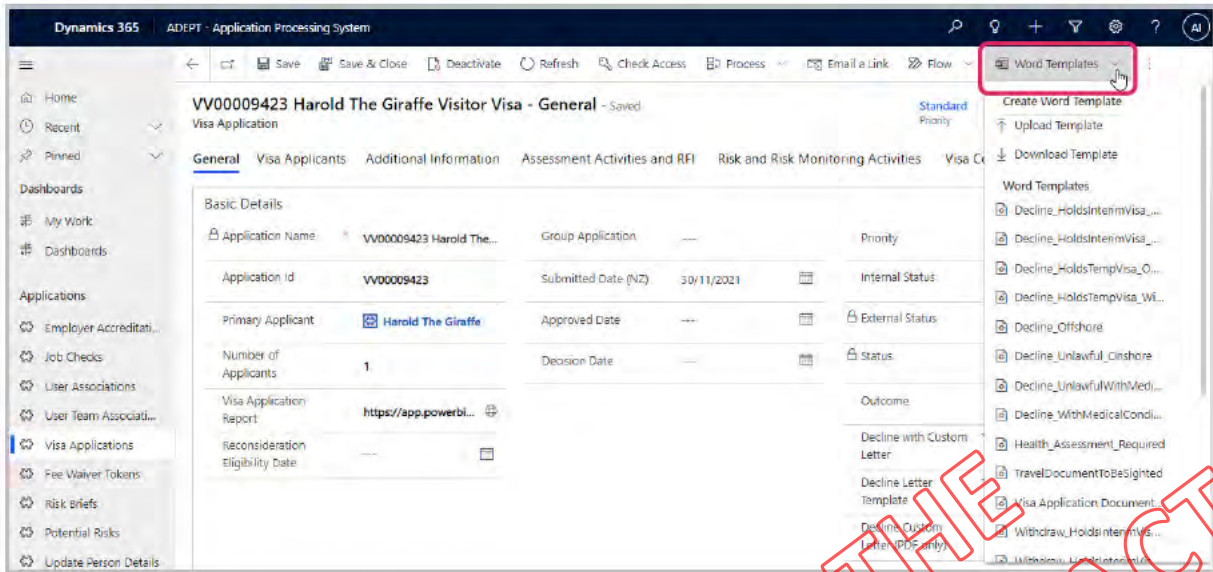 Dynamics 365 ADEPT - Application Processing System
AI
Save Save & Close Deactivate Refresh Check Access Process Email a Link Flow Word Templates
Home
Recent
Pinned
Dashboards
My Work
Dashboards
Applications
Employer Accreditati...
Job Checks
User Associations
User Team Associati...
Visa Applications
Fee Waiver Tokens
Risk Briefs
Potential Risks
Update Person Details
VV00009423 Harold The Giraffe Visitor Visa - General - Saved
Visa Application
Standard
Priority
General Visa Applicants Additional Information Assessment Activities and RFI Risk and Risk Monitoring Activities Visa Co
Basic Details
Application Name * VV00009423 Harold The...
Application Id VV00009423
Primary Applicant Harold The Giraffe
Number of
Applicants
1
Visa Application
Report
https://app.powerbi...
Reconsideration
Eligibility Date
---
Group Application ---
Submitted Date (NZ) 30/11/2021
Approved Date ---
Decision Date ---
Priority
Internal Status
External Status
Status
Outcome
Decline with Custom
Letter
Decline Letter
Template
Decline Custom
Letter (PDF only)
Create Word Template
Upload Template
Download Template
Word Templates
Decline_HoldsInterimVisa_...
Decline_HoldsInterimVisa_...
Decline_HoldsTempVisa_O...
Decline_HoldsTempVisa_Wi...
Decline_Offshore
Decline_Unlawful_Onshore
Decline_UnlawfulWithMedi...
Decline_WithMedicalCondi...
Health_Assessment_Required
TravelDocumentToBeSighted
Visa Application Document...
Withdraw_HoldsInterimVis...
Withdraw_HoldsInterimVis...
THE
ACT